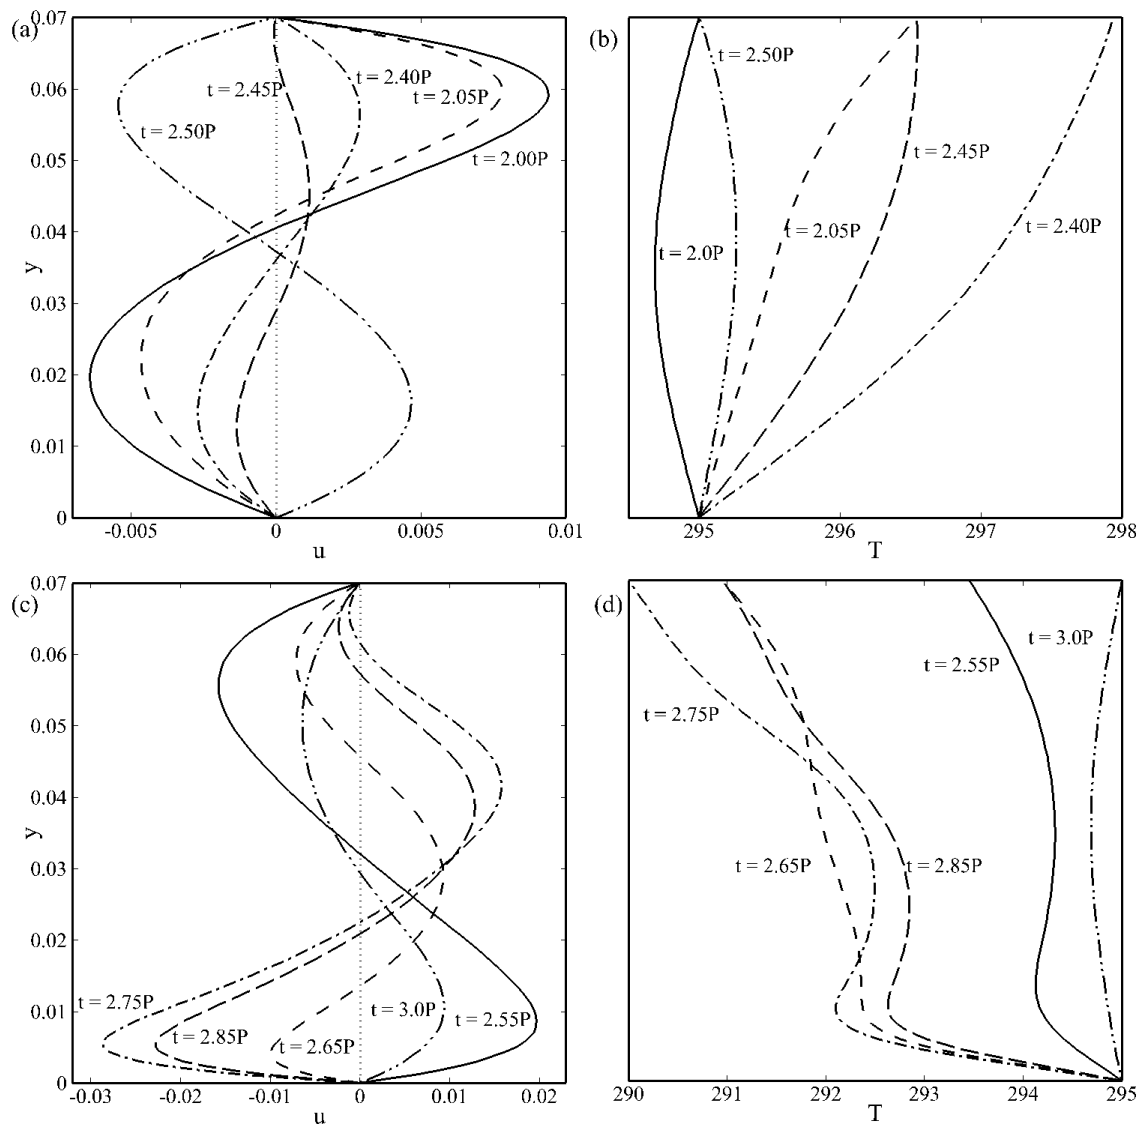 (a)
0.07
0.06
0.05
0.04
0.03
0.02
0.01
0
y
t = 2.45P
t = 2.40P
t = 2.05P
t = 2.50P
t = 2.00P
-0.005
0
0.005
0.01
u
(b)
t = 2.50P
t = 2.45P
t = 2.05P
t = 2.40P
t = 2.0P
295
296
297
298
T
(c)
0.07
0.06
0.05
0.04
0.03
0.02
0.01
0
y
t = 2.75P
t = 2.85P
t = 2.65P
t = 3.0P
t = 2.55P
-0.03
-0.02
-0.01
0
0.01
0.02
u
(d)
t = 3.0P
t = 2.55P
t = 2.75P
t = 2.65P
t = 2.85P
290
291
292
293
294
295
T